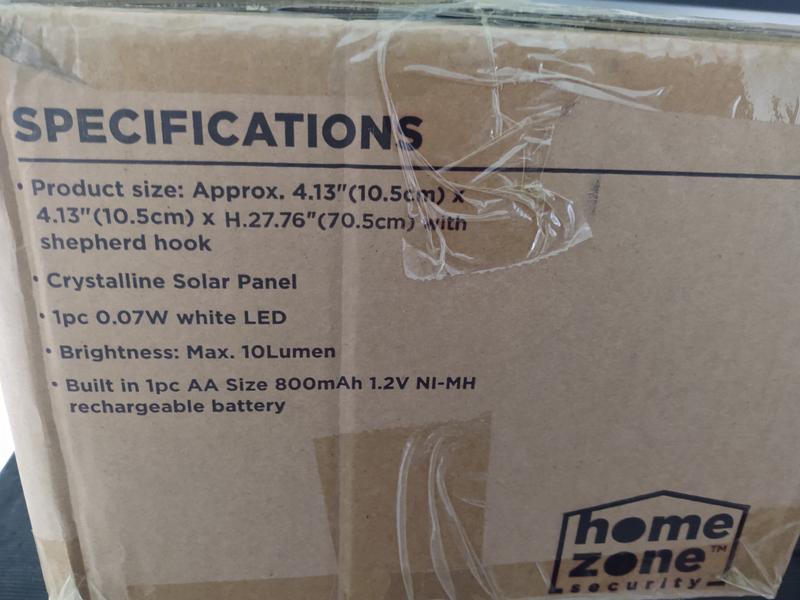 SPECIFICATIONS
• Product size: Approx. 4.13"(10.5cm) x
4.13"(10.5cm) x H.27.76"(70.5cm) with
shepherd hook
• Crystalline Solar Panel
• 1pc 0.07W white LED
• Brightness: Max. 10Lumen
• Built in 1pc AA Size 800mAh 1.2V NI-MH
rechargeable battery
home
zone™
security